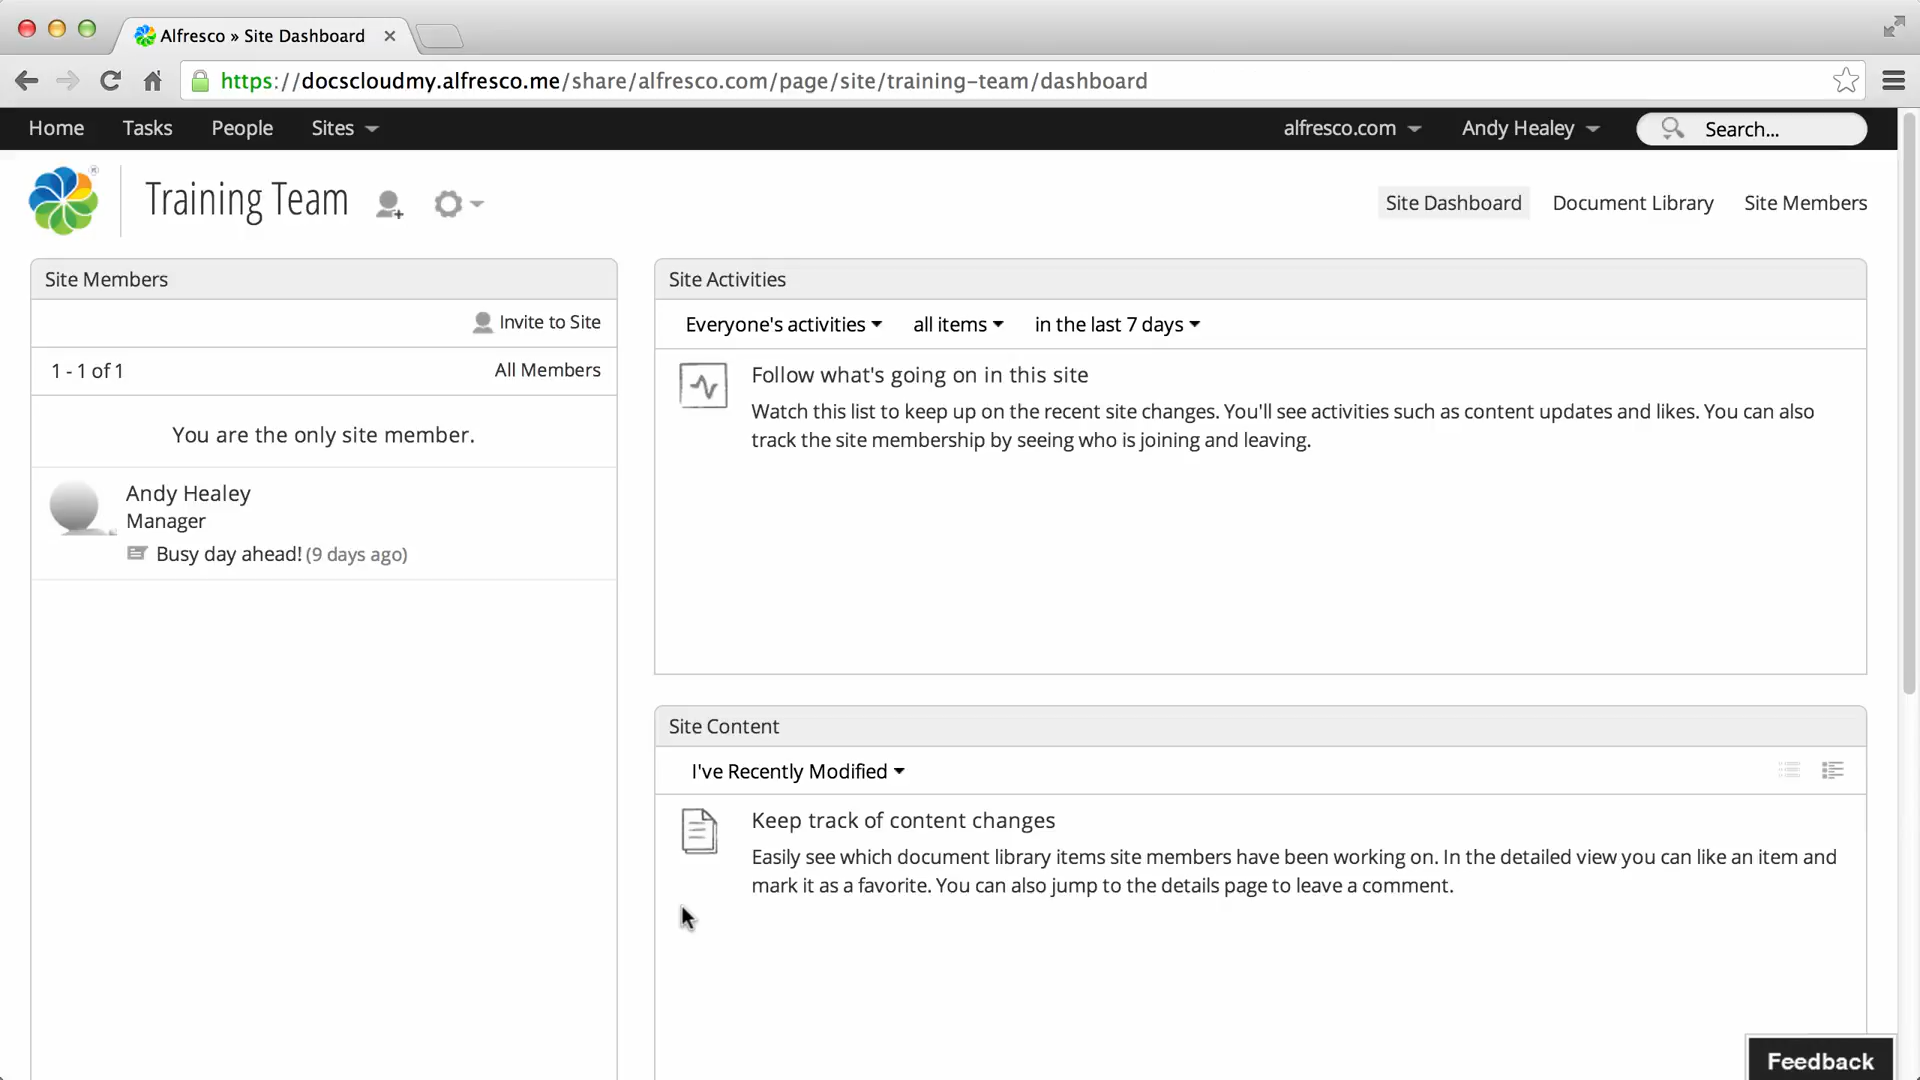 Alfresco » Site Dashboard
https://docscloudmy.alfresco.me/share/alfresco.com/page/site/training-team/dashboard
Home Tasks People Sites alfresco.com Andy Healey Search...
Training Team Site Dashboard Document Library Site Members
Site Members
Invite to Site
1 - 1 of 1 All Members
You are the only site member.
Andy Healey
Manager
Busy day ahead! (9 days ago)
Site Activities
Everyone's activities all items in the last 7 days
Follow what's going on in this site
Watch this list to keep up on the recent site changes. You'll see activities such as content updates and likes. You can also
track the site membership by seeing who is joining and leaving.
Site Content
I've Recently Modified
Keep track of content changes
Easily see which document library items site members have been working on. In the detailed view you can like an item and
mark it as a favorite. You can also jump to the details page to leave a comment.
Feedback